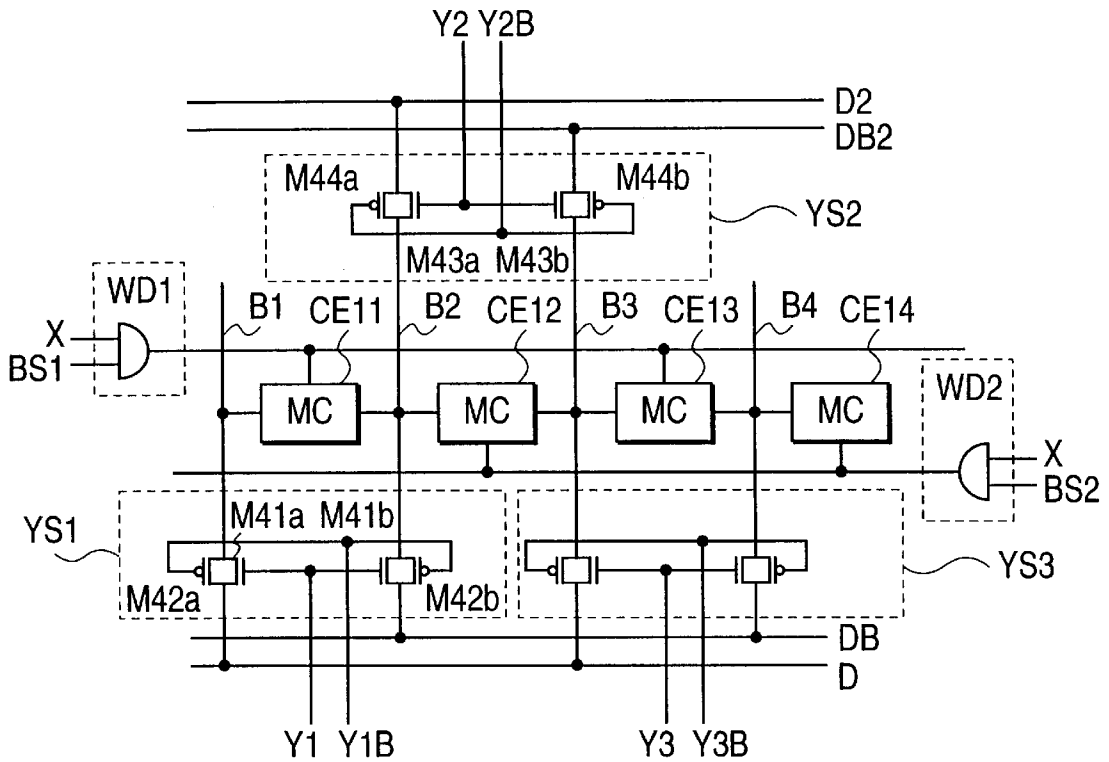 Y2 Y2B
D2
DB2
M44a M44b
YS2
M43a M43b
WD1
B1 CE11 B2 CE12 B3 CE13 B4 CE14
X
BS1
WD2
MC MC MC MC
X
BS2
YS1
M41a M41b
YS3
M42a M42b
DB
D
Y1 Y1B Y3 Y3B